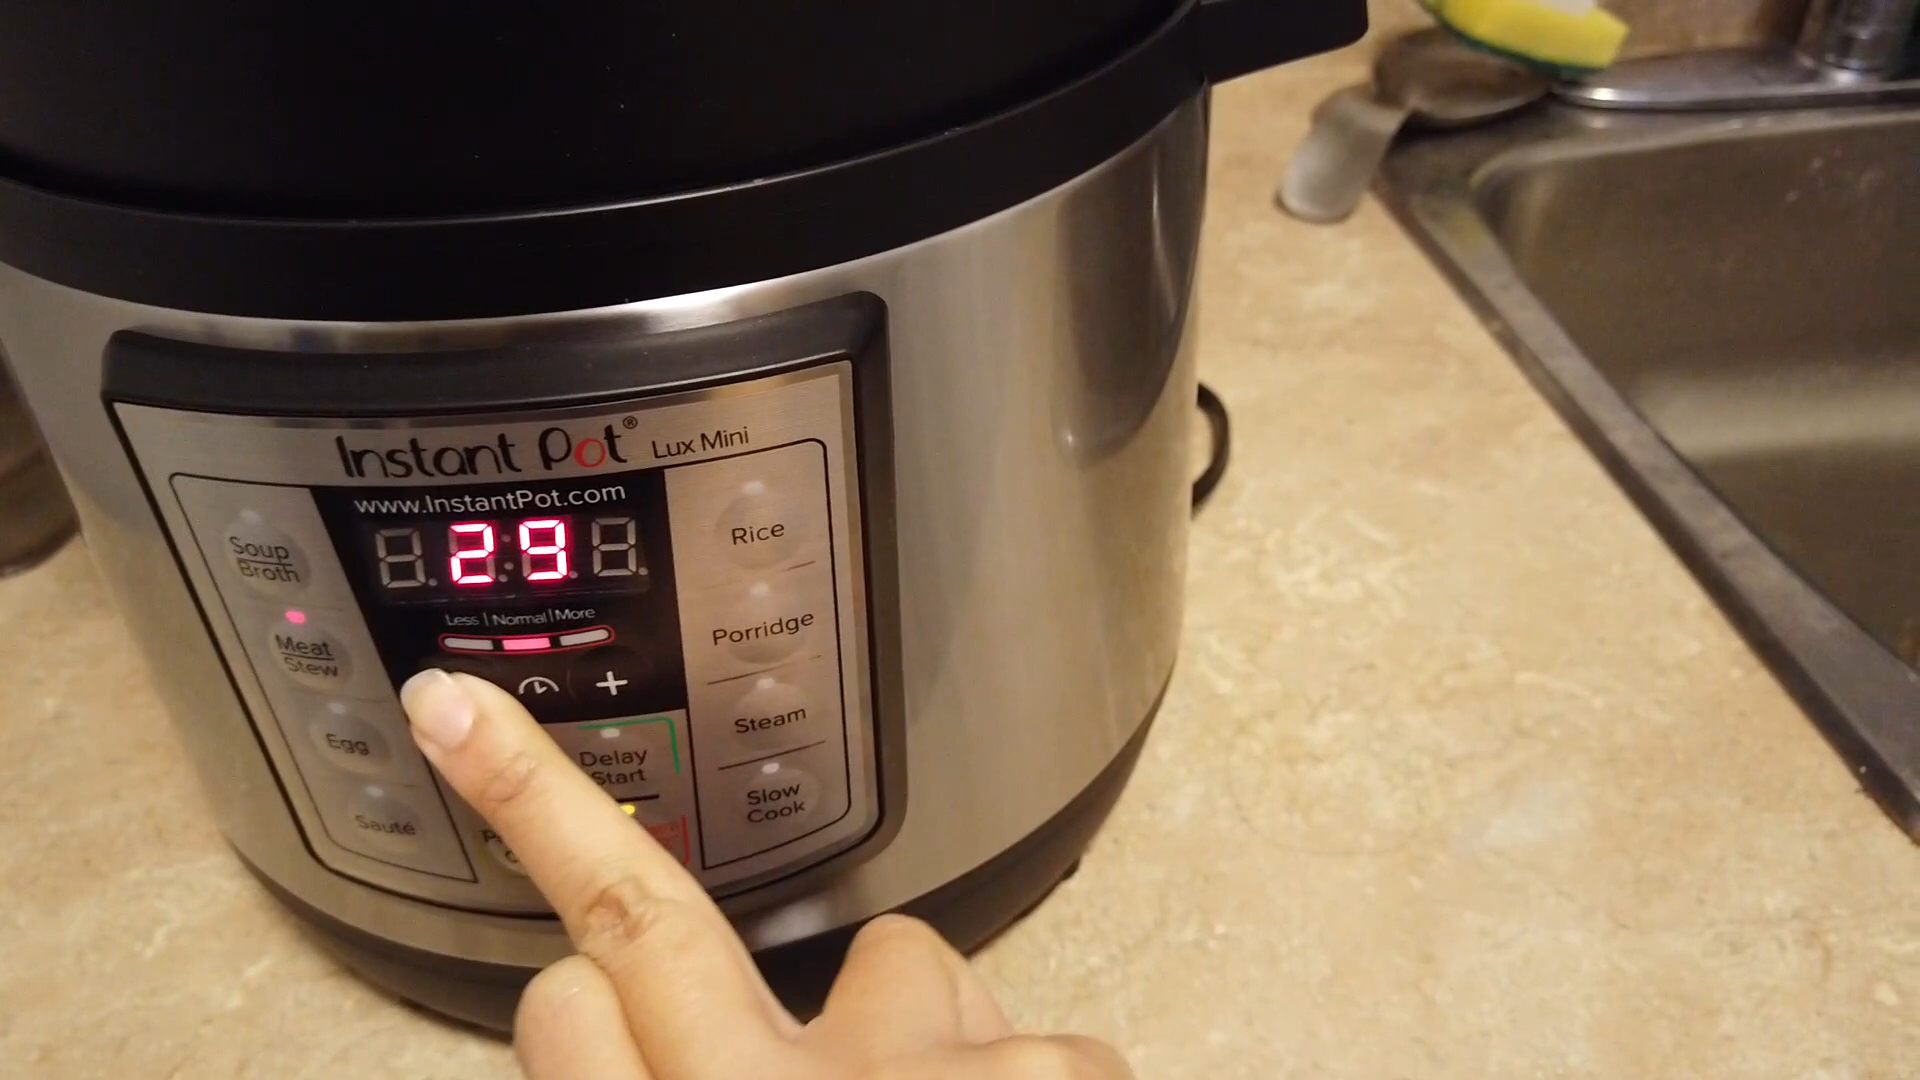 Instant Pot® Lux Mini
www.InstantPot.com
29
Less | Normal | More
+
Soup
Broth
Meat
Stew
Egg
Sauté
Delay
Start
Rice
Porridge
Steam
Slow
Cook